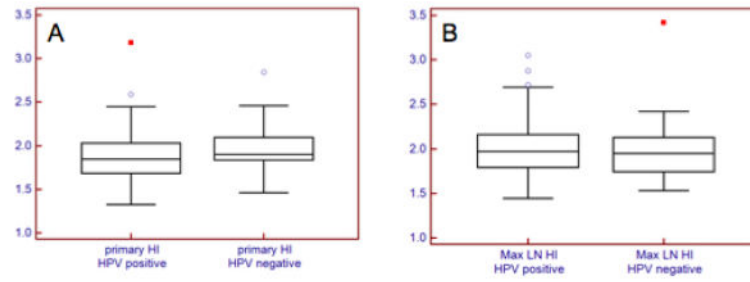 A
3.5
3.0
2.5
2.0
1.5
1.0
primary HI
HPV positive
primary HI
HPV negative
B
3.5
3.0
2.5
2.0
1.5
1.0
Max LN HI
HPV positive
Max LN HI
HPV negative